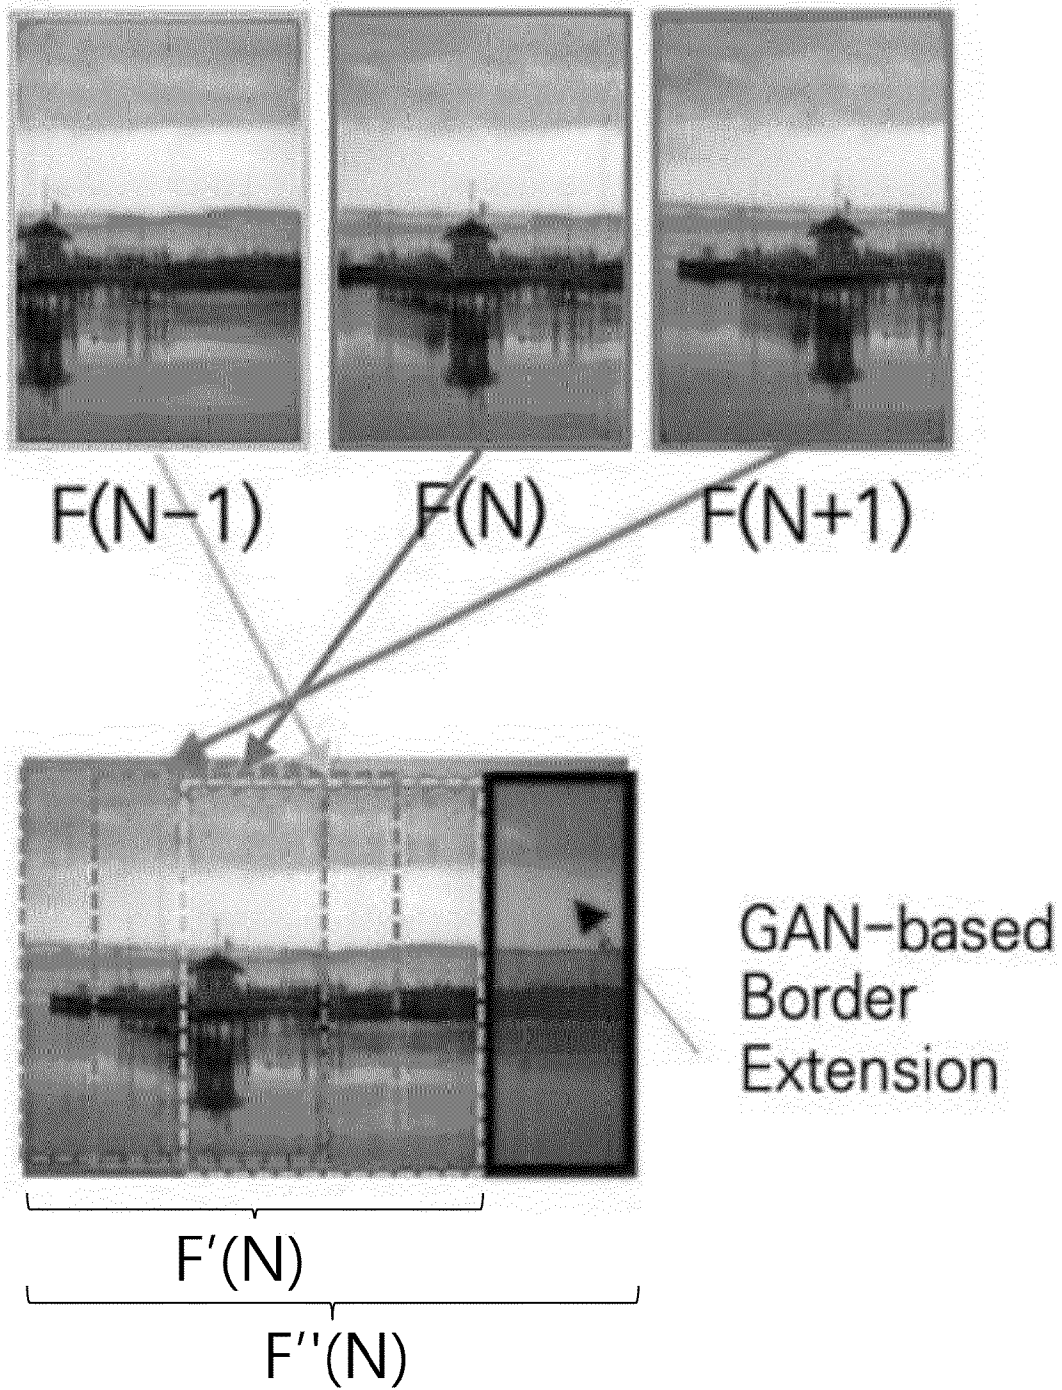 F(N-1)
F(N)
F(N+1)
GAN-based
Border
Extension
F'(N)
F''(N)